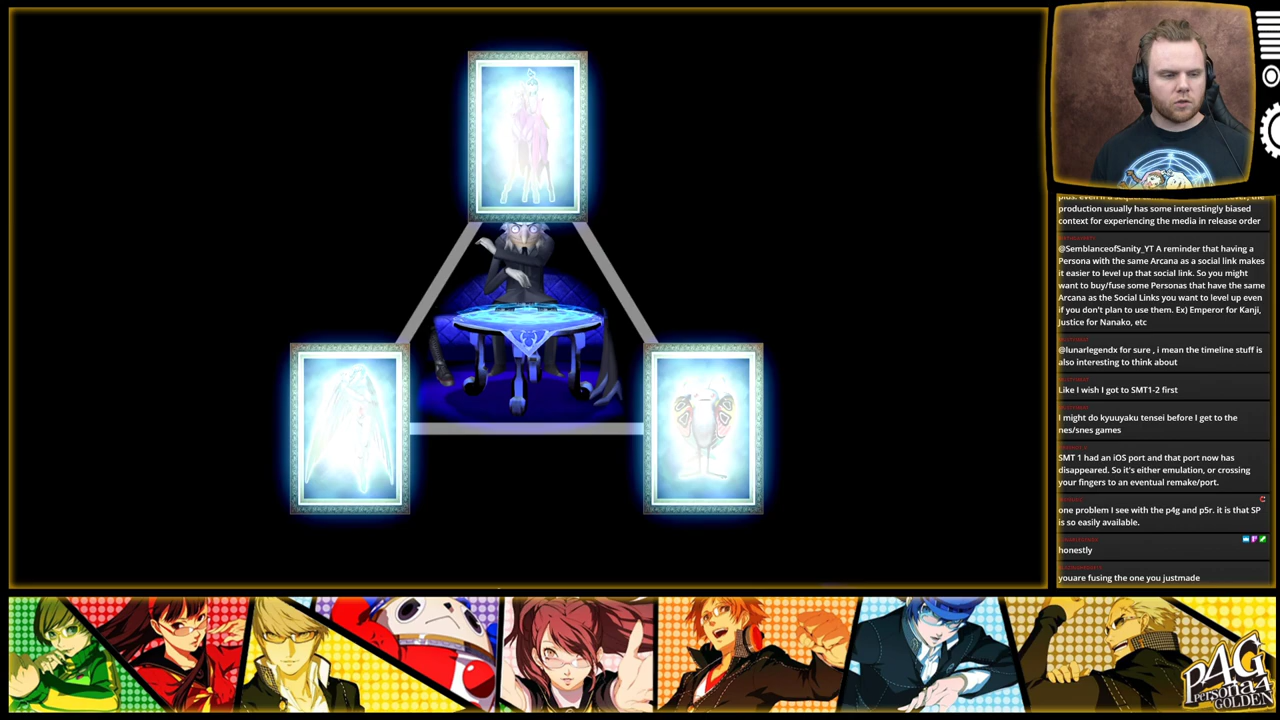 production usually has some interestingly biased
context for experiencing the media in release order
@SemblanceofSanity_YT A reminder that having a
Persona with the same Arcana as a social link makes
it easier to level up that social link. So you might
want to buy/fuse some Personas that have the same
Arcana as the Social Links you want to level up even
if you don't plan to use them. Ex) Emperor for Kanji,
Justice for Nanako, etc
@lunarlegendx for sure , i mean the timeline stuff is
also interesting to think about
Like I wish I got to SMT1-2 first
I might do kyuuyaku tensei before I get to the
nes/snes games
SMT 1 had an iOS port and that port now has
disappeared. So it's either emulation, or crossing
your fingers to an eventual remake/port.
one problem I see with the p4g and p5r. it is that SP
is so easily available.
honestly
youare fusing the one you justmade
P4G
Persona 4
GOLDEN